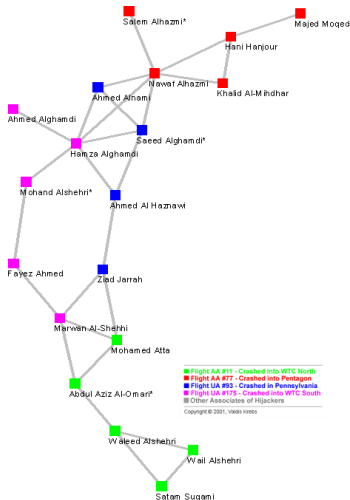 Salem Alhazmi*
Majed Moqed
Hani Hanjour
Nawaf Alhazmi
Khalid Al-Mihdhar
Ahmed Alnami
Ahmed Alghamdi
Saeed Alghamdi*
Hamza Alghamdi
Mohand Alshehri*
Ahmed Al Haznawi
Fayez Ahmed
Ziad Jarrah
Marwan Al-Shehhi
Mohamed Atta
Flight AA #11 - Crashed into WTC North
Flight AA #77 - Crashed into Pentagon
Flight UA #93 - Crashed in Pennsylvania
Flight UA #175 - Crashed into WTC South
Other Associates of Hijackers
Copyright © 2001, Valdis Krebs
Abdul Aziz Al-Omari*
Waleed Alshehri
Wail Alshehri
Satam Suqami